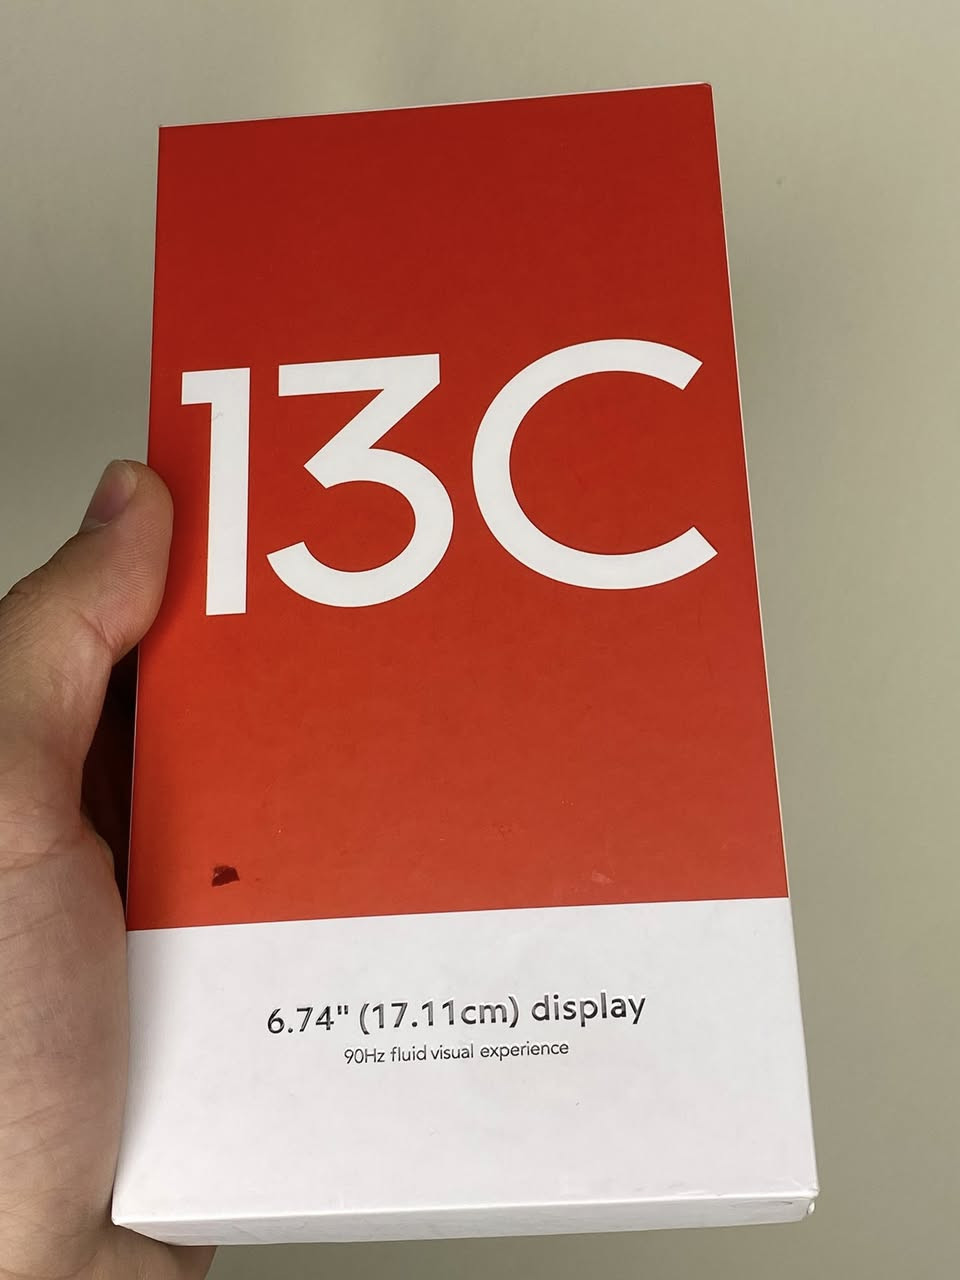 13C
6.74" (17.11cm) display
90Hz fluid visual experience